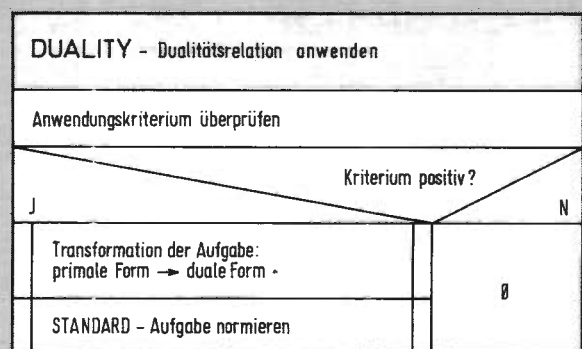 DUALITY - Dualitätsrelation anwenden
Anwendungskriterium überprüfen
Kriterium positiv?
J
N
Transformation der Aufgabe:
primale Form → duale Form
Ø
STANDARD - Aufgabe normieren